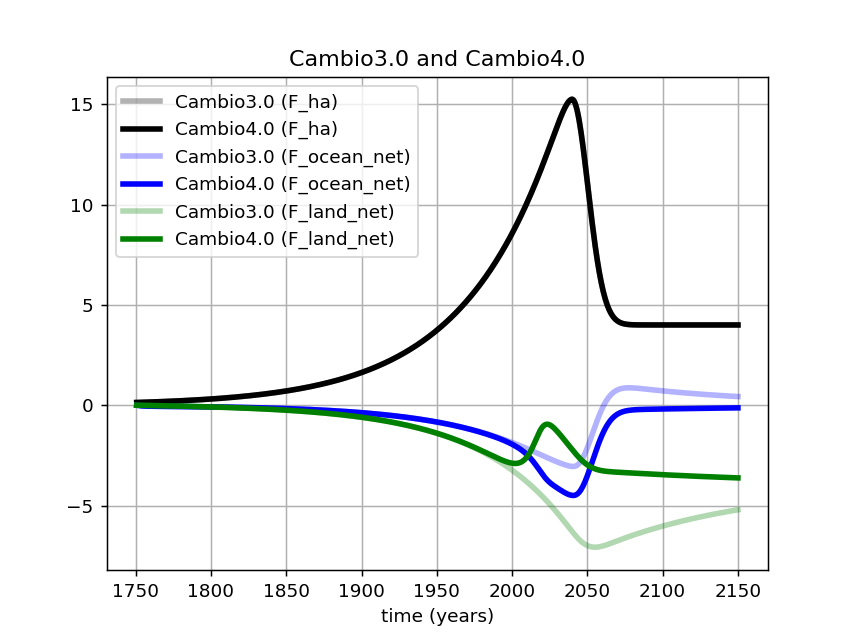 Cambio3.0 and Cambio4.0
Cambio3.0 (F_ha)
Cambio4.0 (F_ha)
Cambio3.0 (F_ocean_net)
Cambio4.0 (F_ocean_net)
Cambio3.0 (F_land_net)
Cambio4.0 (F_land_net)
15
10
5
0
−5
1750 1800 1850 1900 1950 2000 2050 2100 2150
time (years)